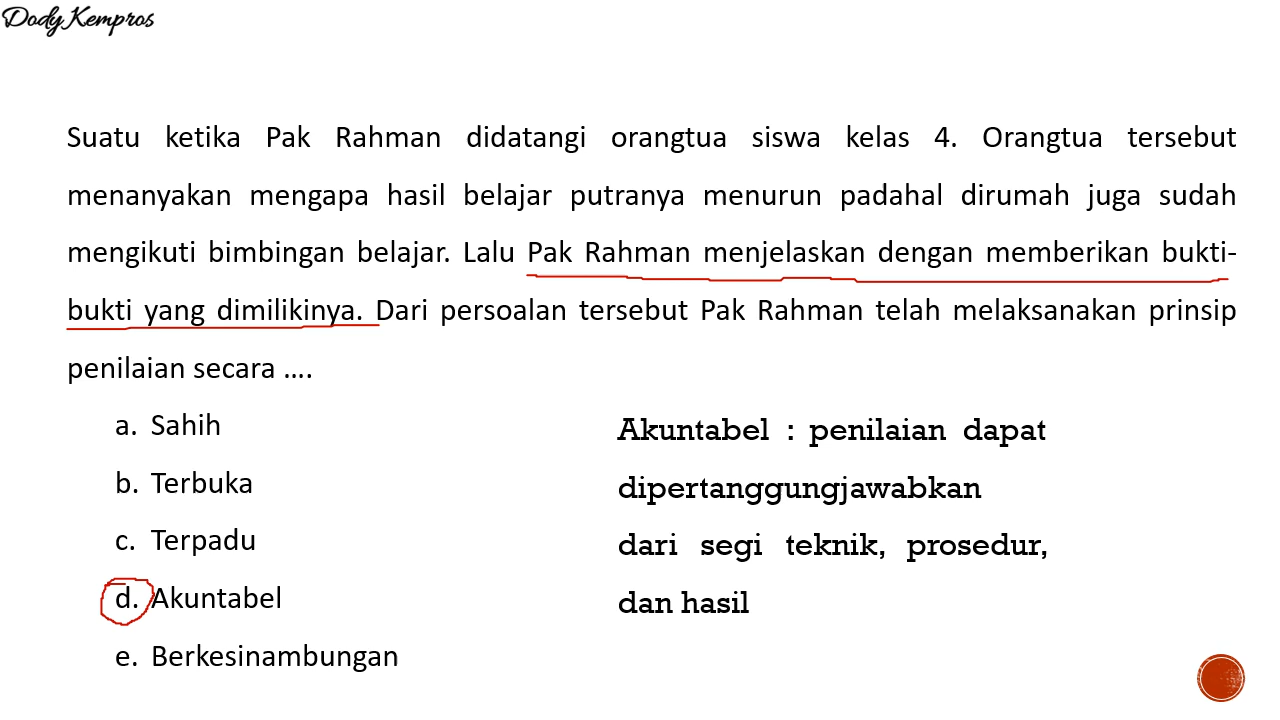 Dody Kempros
Suatu ketika Pak Rahman didatangi orangtua siswa kelas 4. Orangtua tersebut
menanyakan mengapa hasil belajar putranya menurun padahal dirumah juga sudah
mengikuti bimbingan belajar. Lalu Pak Rahman menjelaskan dengan memberikan bukti-
bukti yang dimilikinya. Dari persoalan tersebut Pak Rahman telah melaksanakan prinsip
penilaian secara ....
a. Sahih
b. Terbuka
c. Terpadu
d. Akuntabel
e. Berkesinambungan
Akuntabel : penilaian dapat
dipertanggungjawabkan
dari segi teknik, prosedur,
dan hasil